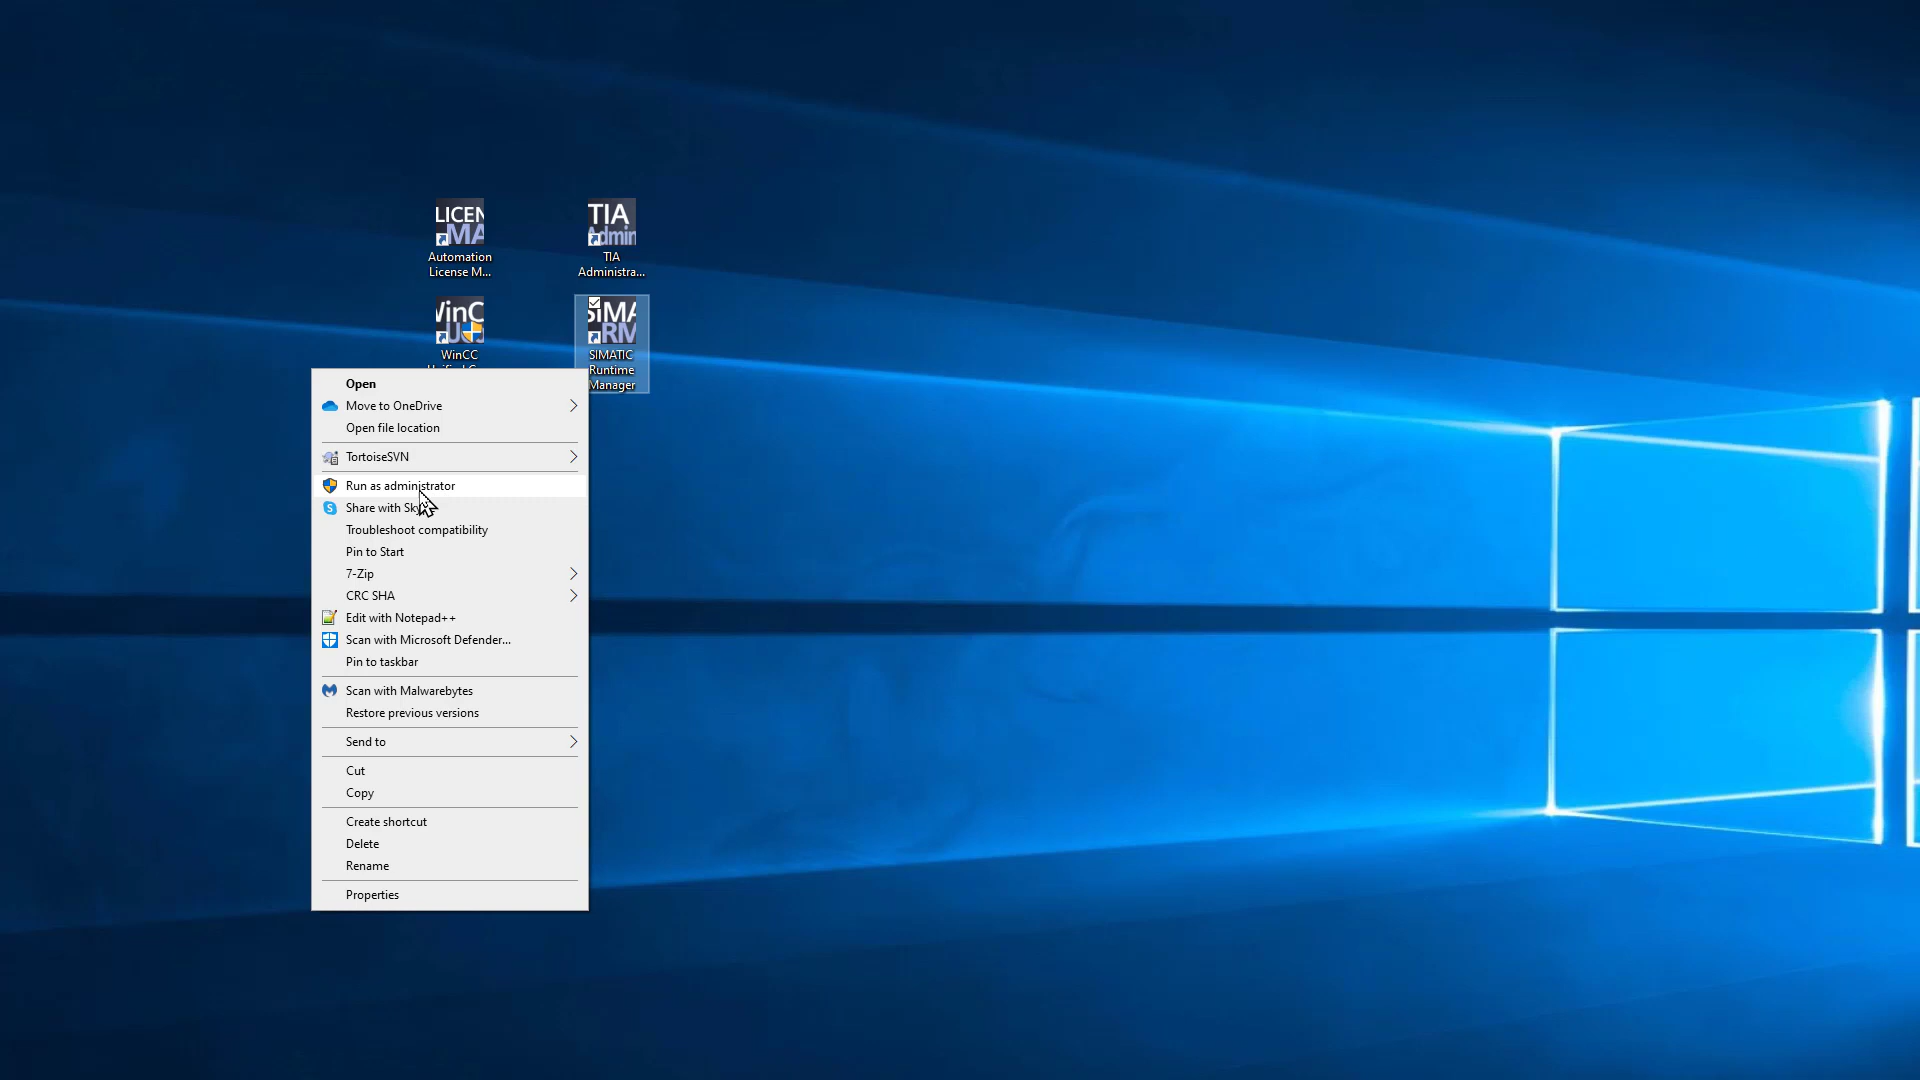 LICEN
MA
Automation
License M...
TIA
Admin
TIA
Administra...
WinC
U
WinCC
SIMA
RM
SIMATIC
Runtime
Manager
Open
Move to OneDrive
Open file location
TortoiseSVN
Run as administrator
Share with Sky
Troubleshoot compatibility
Pin to Start
7-Zip
CRC SHA
Edit with Notepad++
Scan with Microsoft Defender...
Pin to taskbar
Scan with Malwarebytes
Restore previous versions
Send to
Cut
Copy
Create shortcut
Delete
Rename
Properties